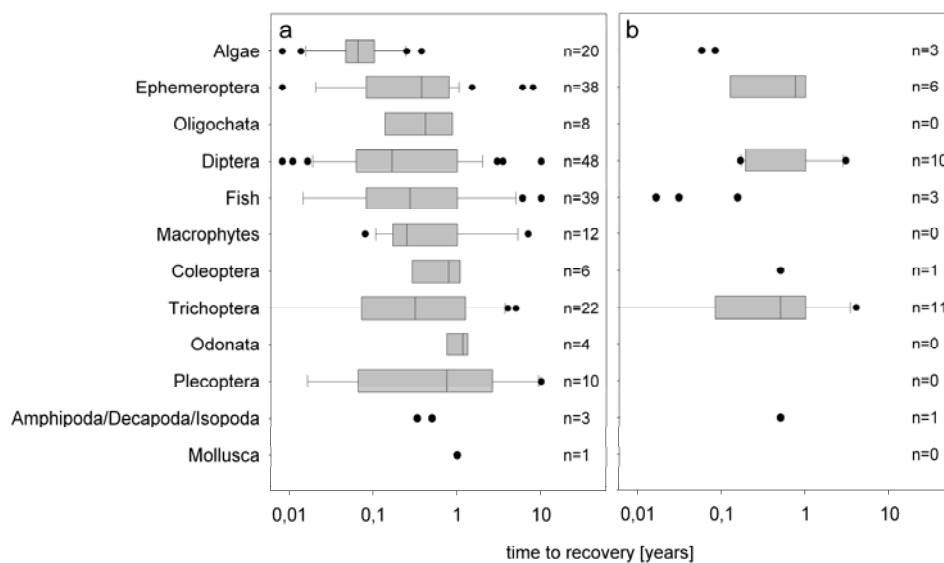 a b
Algae n=20 n=3
Ephemeroptera n=38 n=6
Oligochata n=8 n=0
Diptera n=48 n=10
Fish n=39 n=3
Macrophytes n=12 n=0
Coleoptera n=6 n=1
Trichoptera n=22 n=11
Odonata n=4 n=0
Plecoptera n=10 n=0
Amphipoda/Decapoda/Isopoda n=3 n=1
Mollusca n=1 n=0
0,01 0,1 1 10 0,01 0,1 1 10
time to recovery [years]